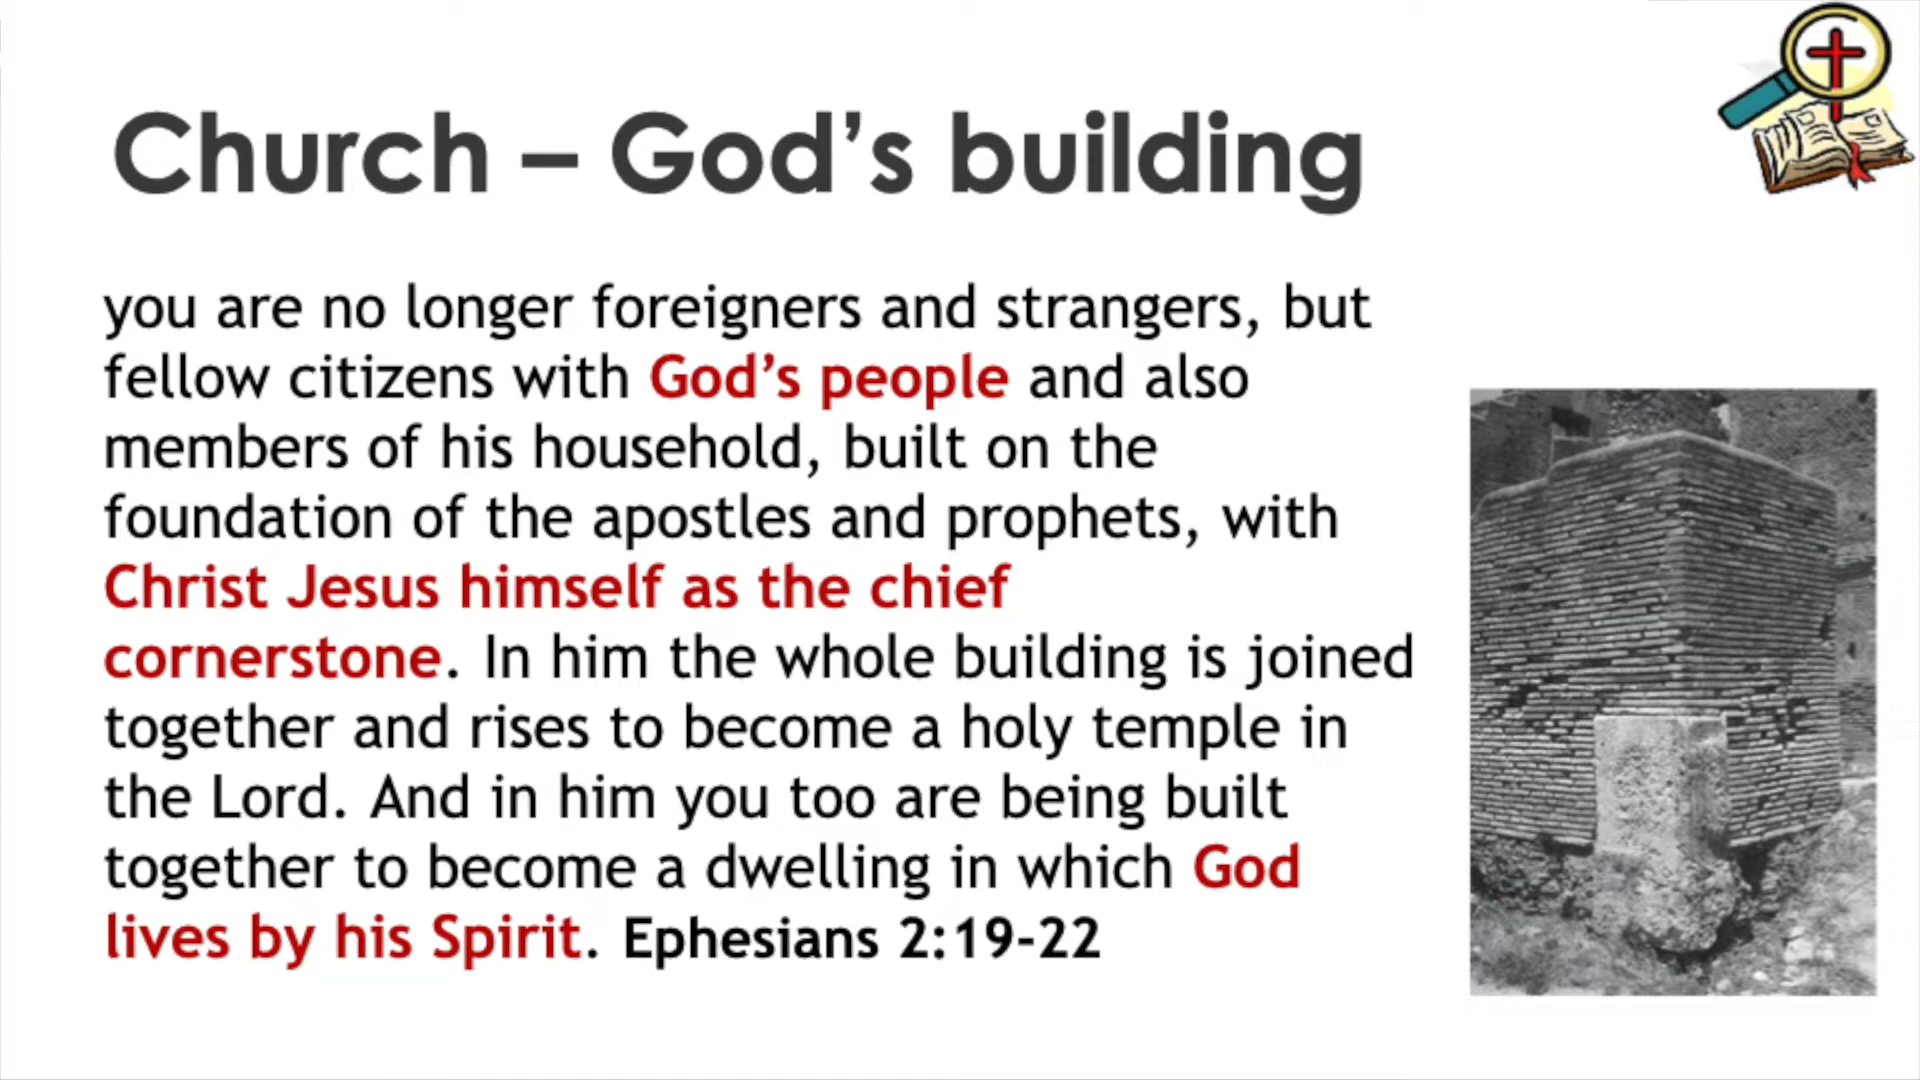 Church – God’s building
you are no longer foreigners and strangers, but
fellow citizens with God’s people and also
members of his household, built on the
foundation of the apostles and prophets, with
Christ Jesus himself as the chief
cornerstone. In him the whole building is joined
together and rises to become a holy temple in
the Lord. And in him you too are being built
together to become a dwelling in which God
lives by his Spirit. Ephesians 2:19-22